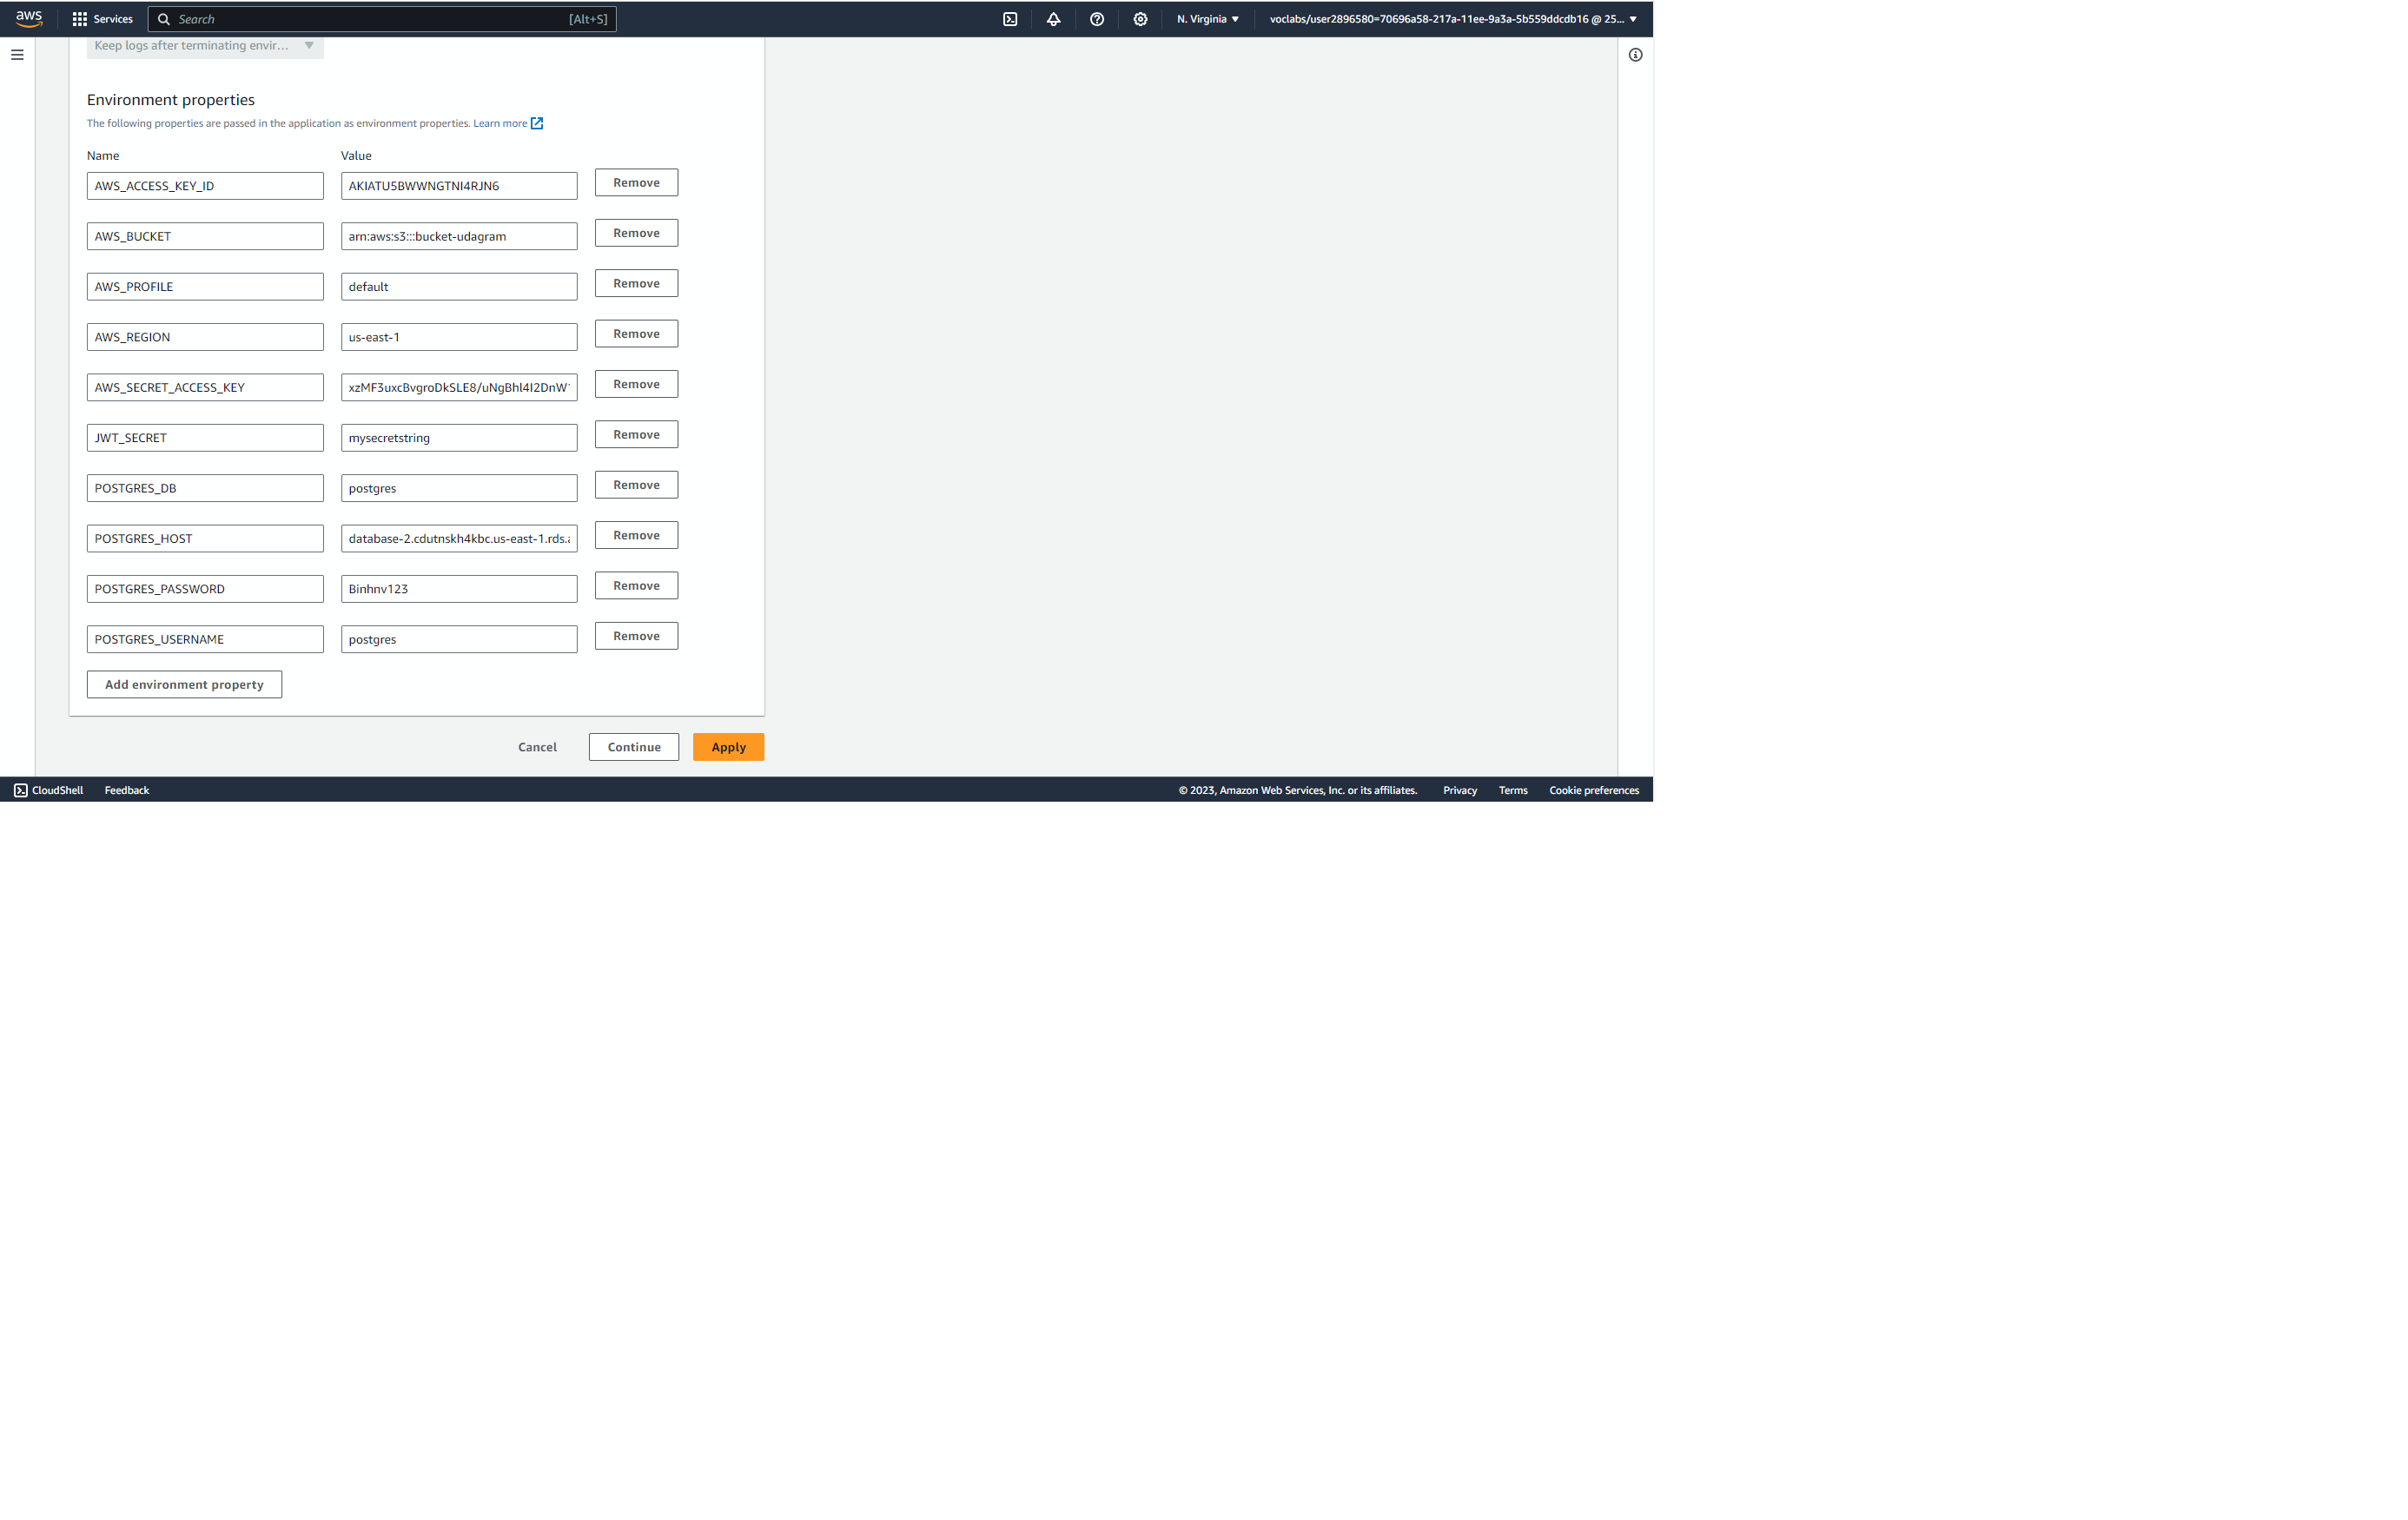 aws Services Search [Alt+S] N. Virginia voclabs/user2896580=70696a58-217a-11ee-9a3a-5b559ddcdb16 @ 25...
Keep logs after terminating envir...
Environment properties
The following properties are passed in the application as environment properties. Learn more
Name Value
AWS_ACCESS_KEY_ID AKIATU5BWWNGTNI4RJN6 Remove
AWS_BUCKET arn:aws:s3:::bucket-udagram Remove
AWS_PROFILE default Remove
AWS_REGION us-east-1 Remove
AWS_SECRET_ACCESS_KEY Remove
JWT_SECRET mysecretstring Remove
POSTGRES_DB postgres Remove
POSTGRES_HOST database-2.cdutnskh4kbc.us-east-1.rds. Remove
POSTGRES_PASSWORD Binhnv123 Remove
POSTGRES_USERNAME postgres Remove
Add environment property
Cancel Continue Apply
CloudShell Feedback © 2023, Amazon Web Services, Inc. or its affiliates. Privacy Terms Cookie preferences